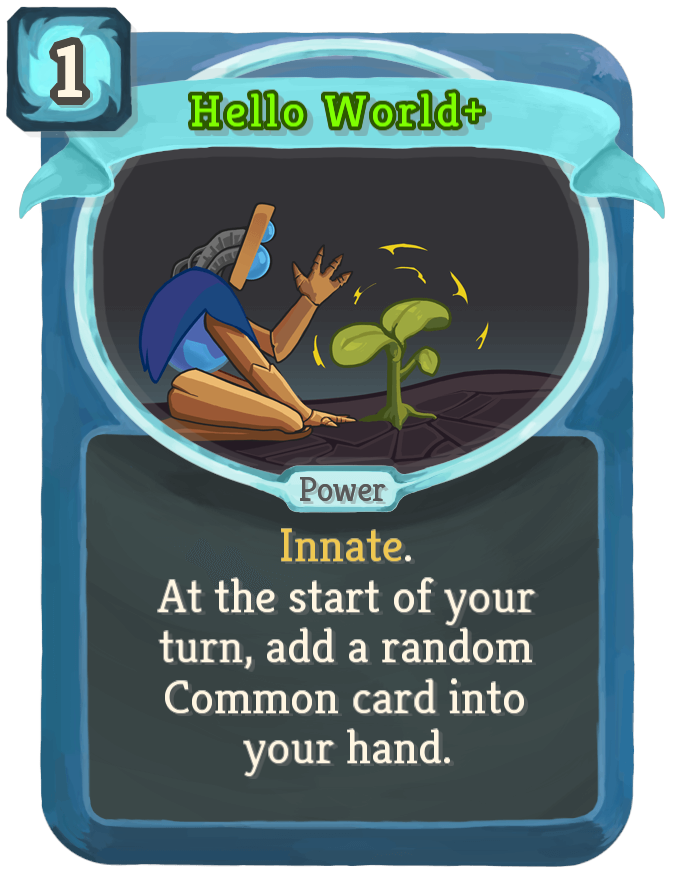 1
Hello World+
Power
Innate.
At the start of your
turn, add a random
Common card into
your hand.